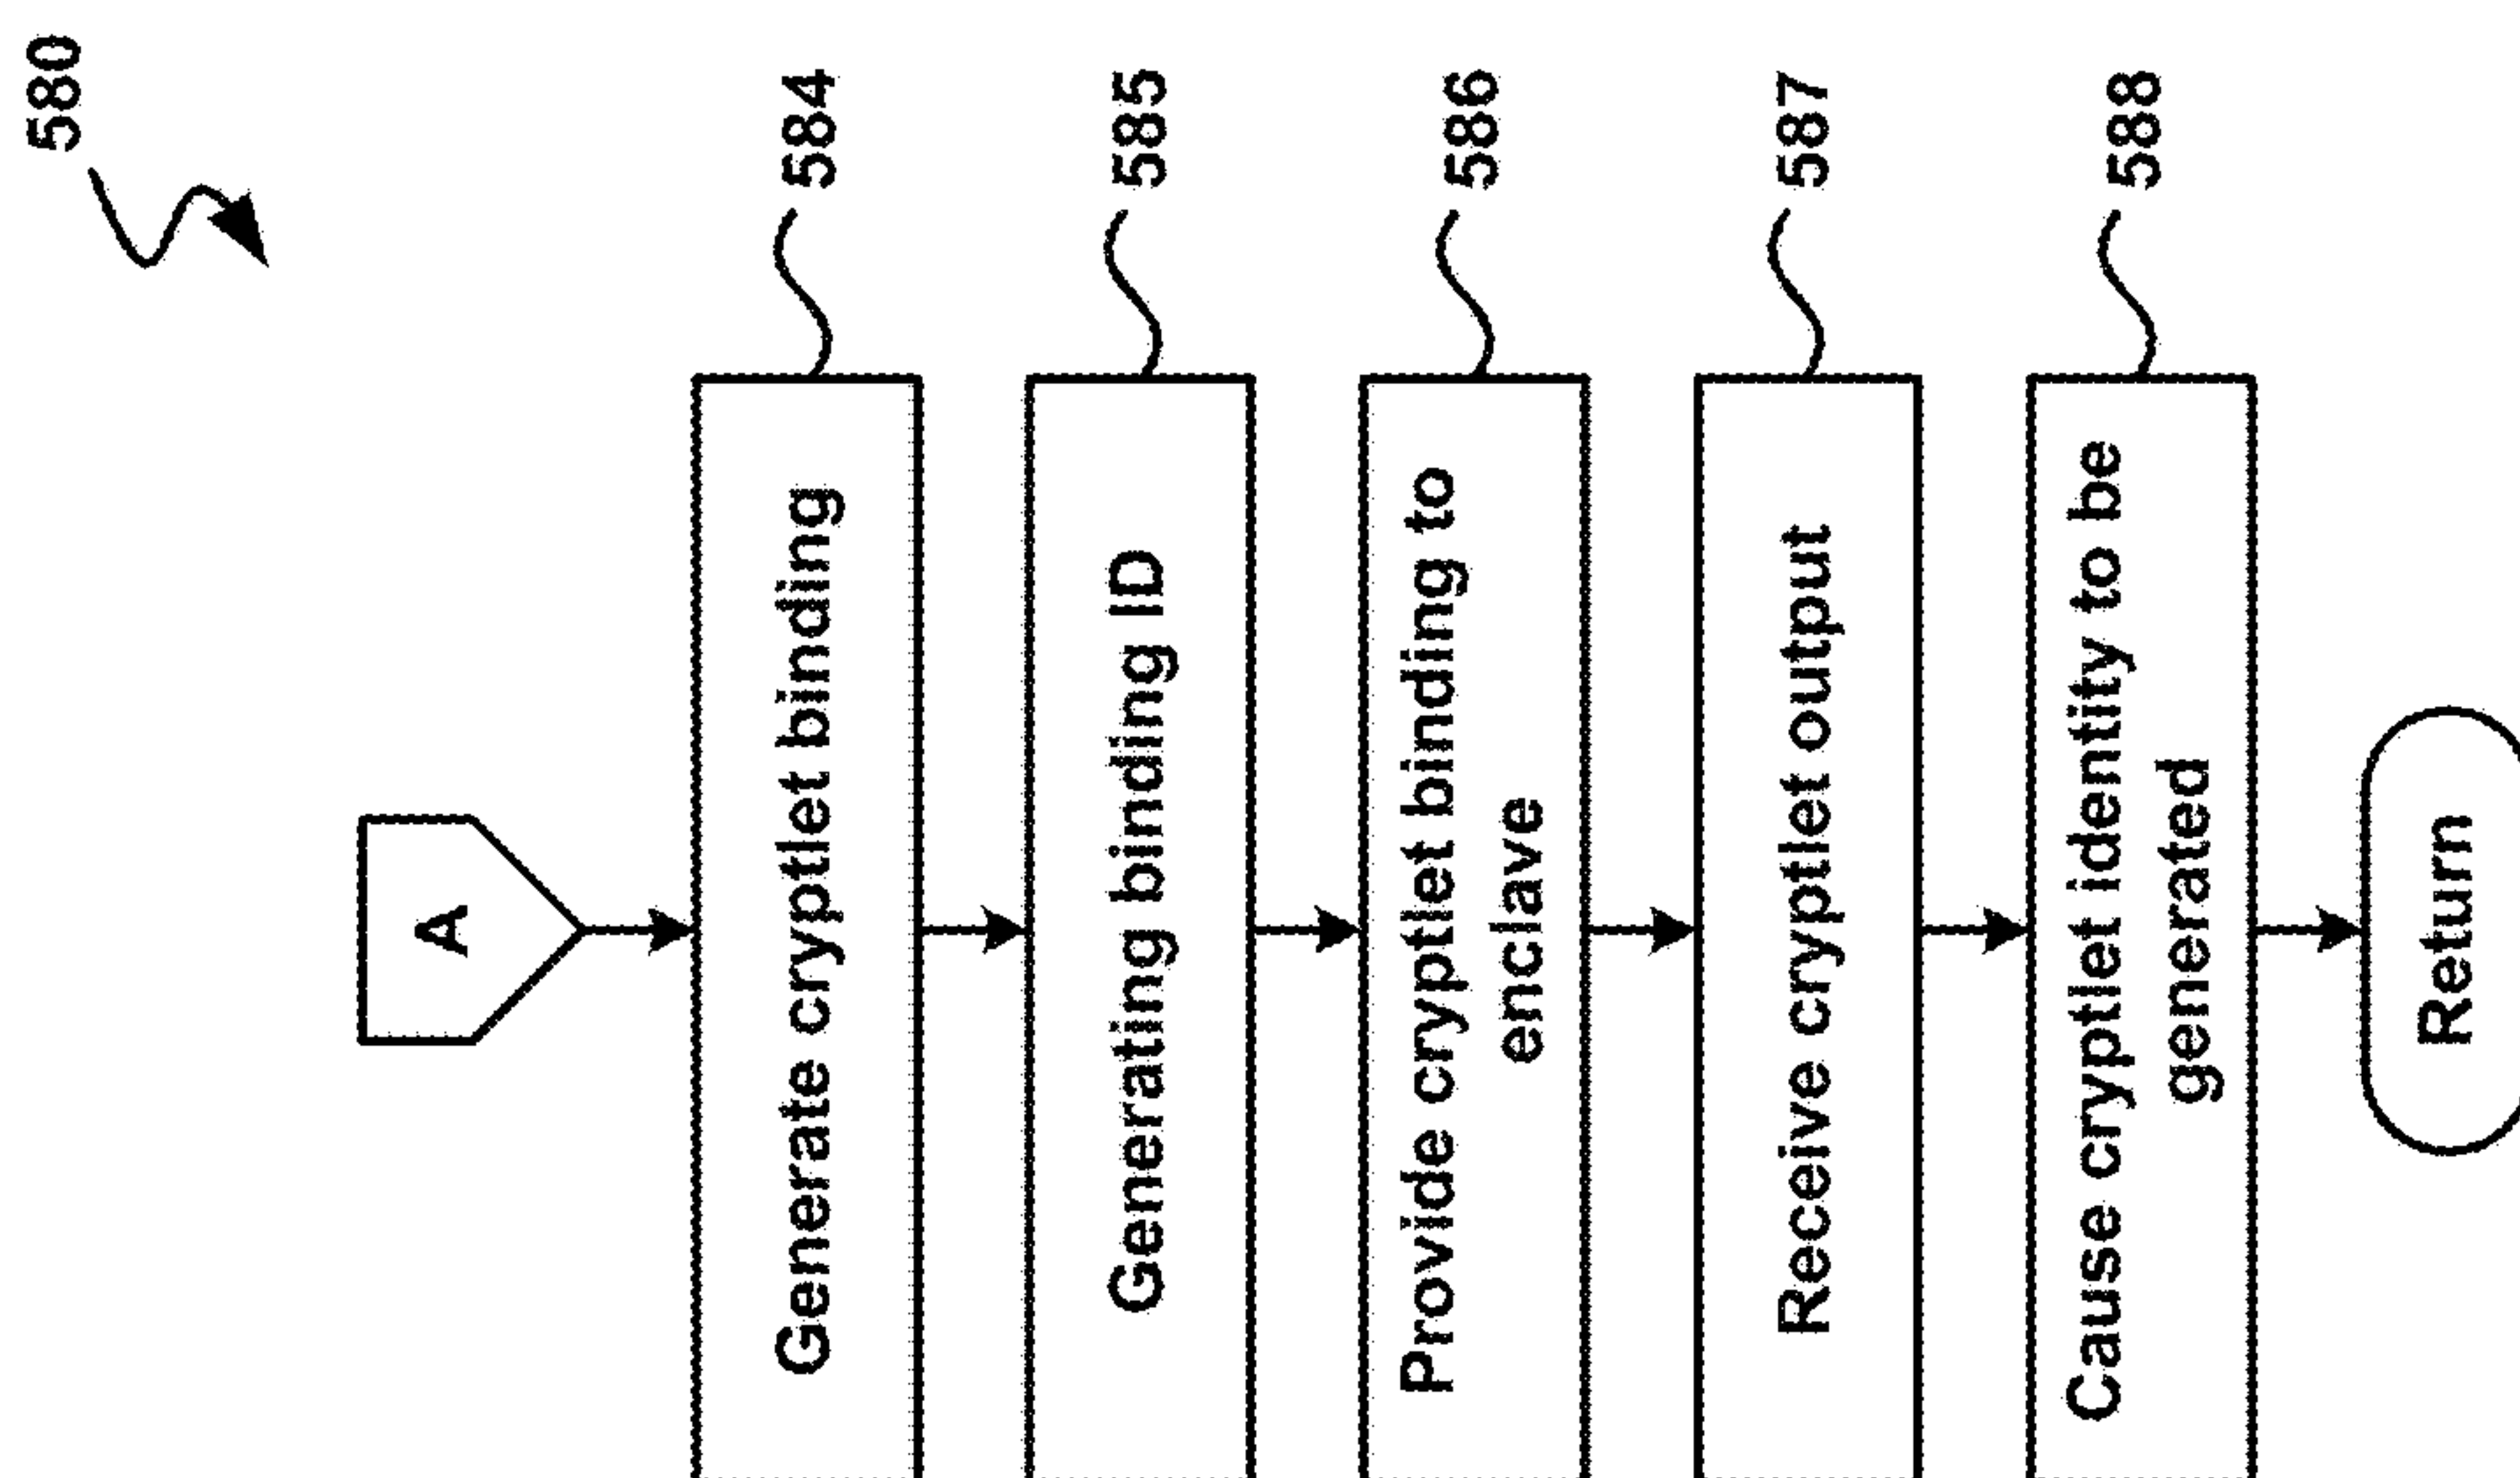 580
A
Generate cryptlet binding
584
Generating binding ID
585
Provide cryptlet binding to
enclave
586
Receive cryptlet output
587
Cause cryptlet identity to be
generated
588
Return